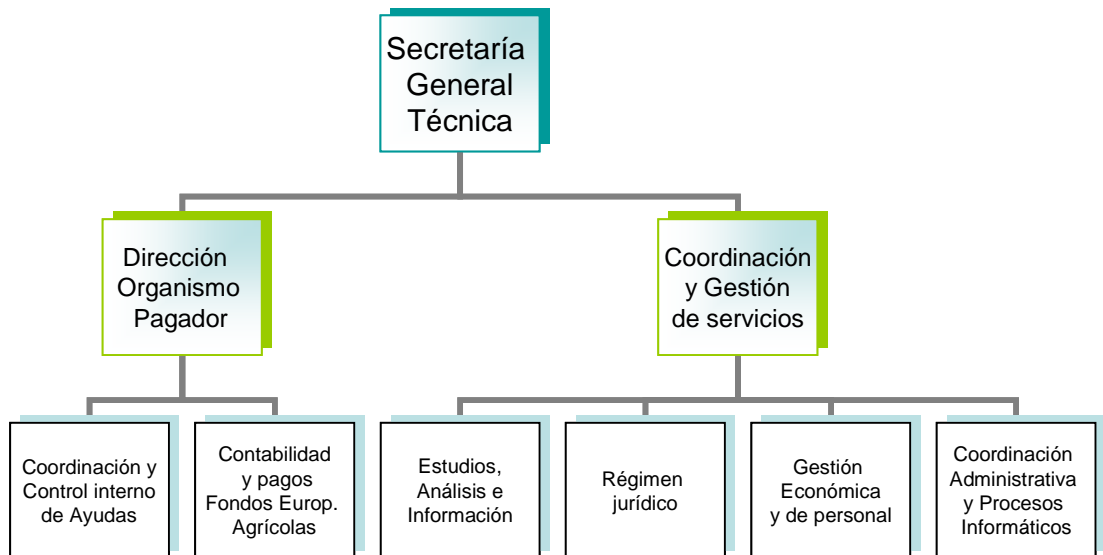 Secretaría
General
Técnica
Dirección
Organismo
Pagador
Coordinación
y Gestión
de servicios
Coordinación y
Control interno
de Ayudas
Contabilidad
y pagos
Fondos Europ.
Agrícolas
Estudios,
Análisis e
Información
Régimen
jurídico
Gestión
Económica
y de personal
Coordinación
Administrativa
y Procesos
Informáticos